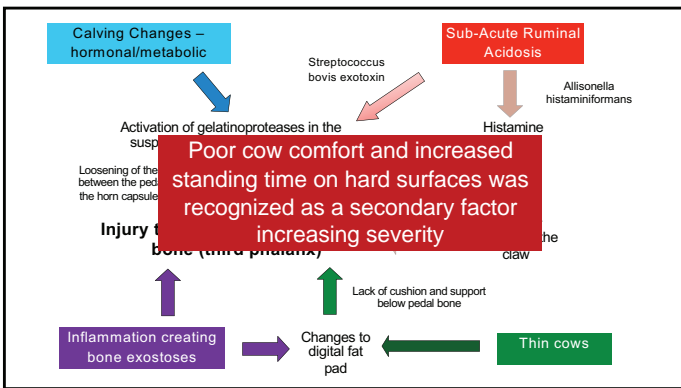 Calving Changes –
hormonal/metabolic
Sub-Acute Ruminal
Acidosis
Streptococcus
bovis exotoxin
Allisonella
histaminiformans
Activation of gelatinoproteases in the
Histamine
Loosening of the
between the
the horn capsule
Poor cow comfort and increased
standing time on hard surfaces was
recognized as a secondary factor
increasing severity
Injury
bone (third phalanx)
the
claw
Lack of cushion and support
below pedal bone
Inflammation creating
bone exostoses
Changes to
digital fat
pad
Thin cows